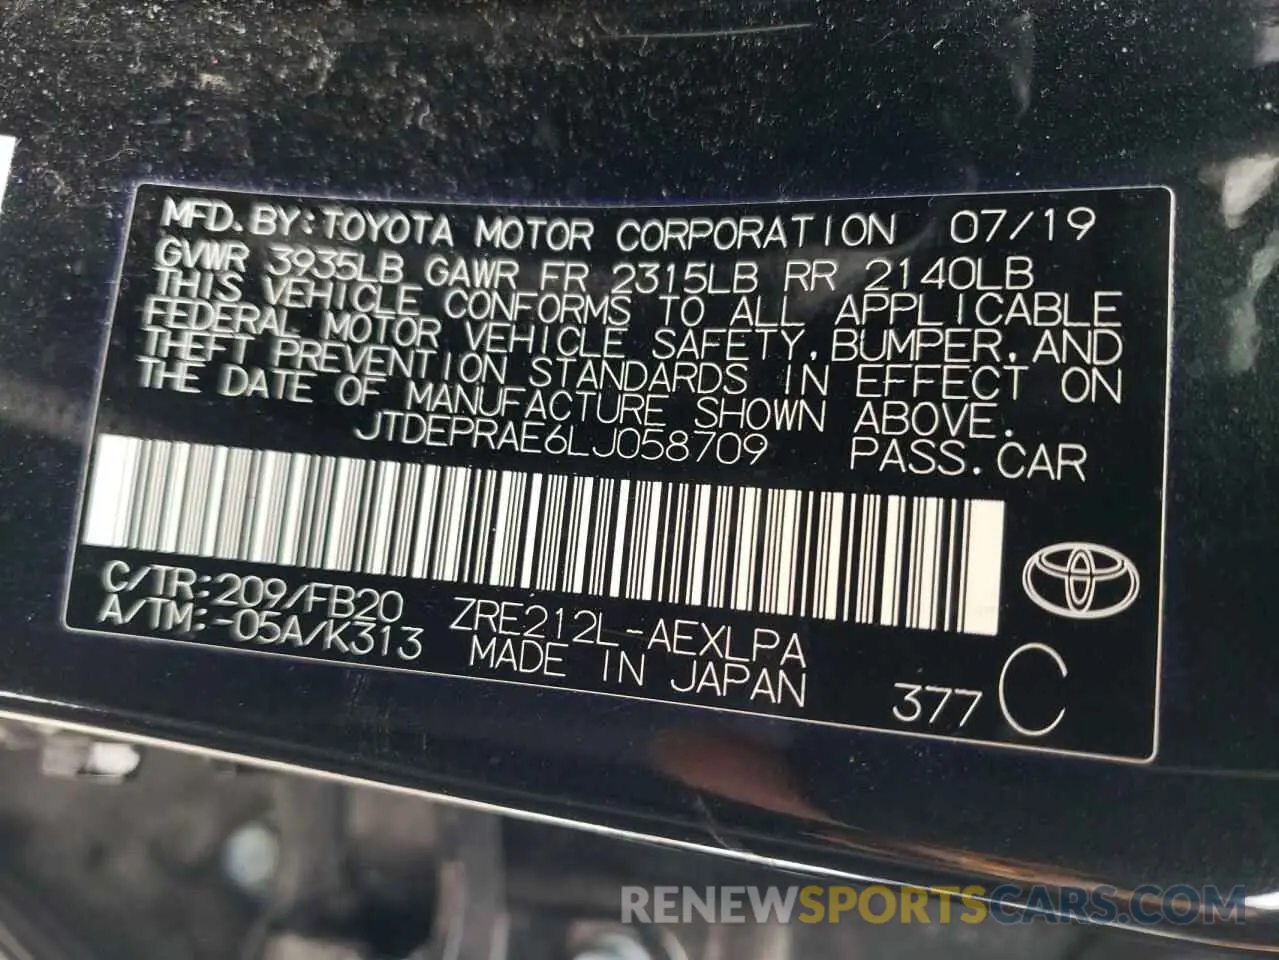 MFD. BY: TOYOTA MOTOR CORPORATION 07/19
GVWR 3935LB GAWR FR 2315LB RR 2140LB
THIS VEHICLE CONFORMS TO ALL APPLICABLE
FEDERAL MOTOR VEHICLE SAFETY, BUMPER, AND
THEFT PREVENTION STANDARDS IN EFFECT ON
THE DATE OF MANUFACTURE SHOWN ABOVE.
JTDEPRAE6LJ058709 PASS. CAR
C/TR: 209/FB20 ZRE212L-AEXLPA
A/TM: -05A/K313 MADE IN JAPAN 377 C
RENEWSPORTSCARS.COM